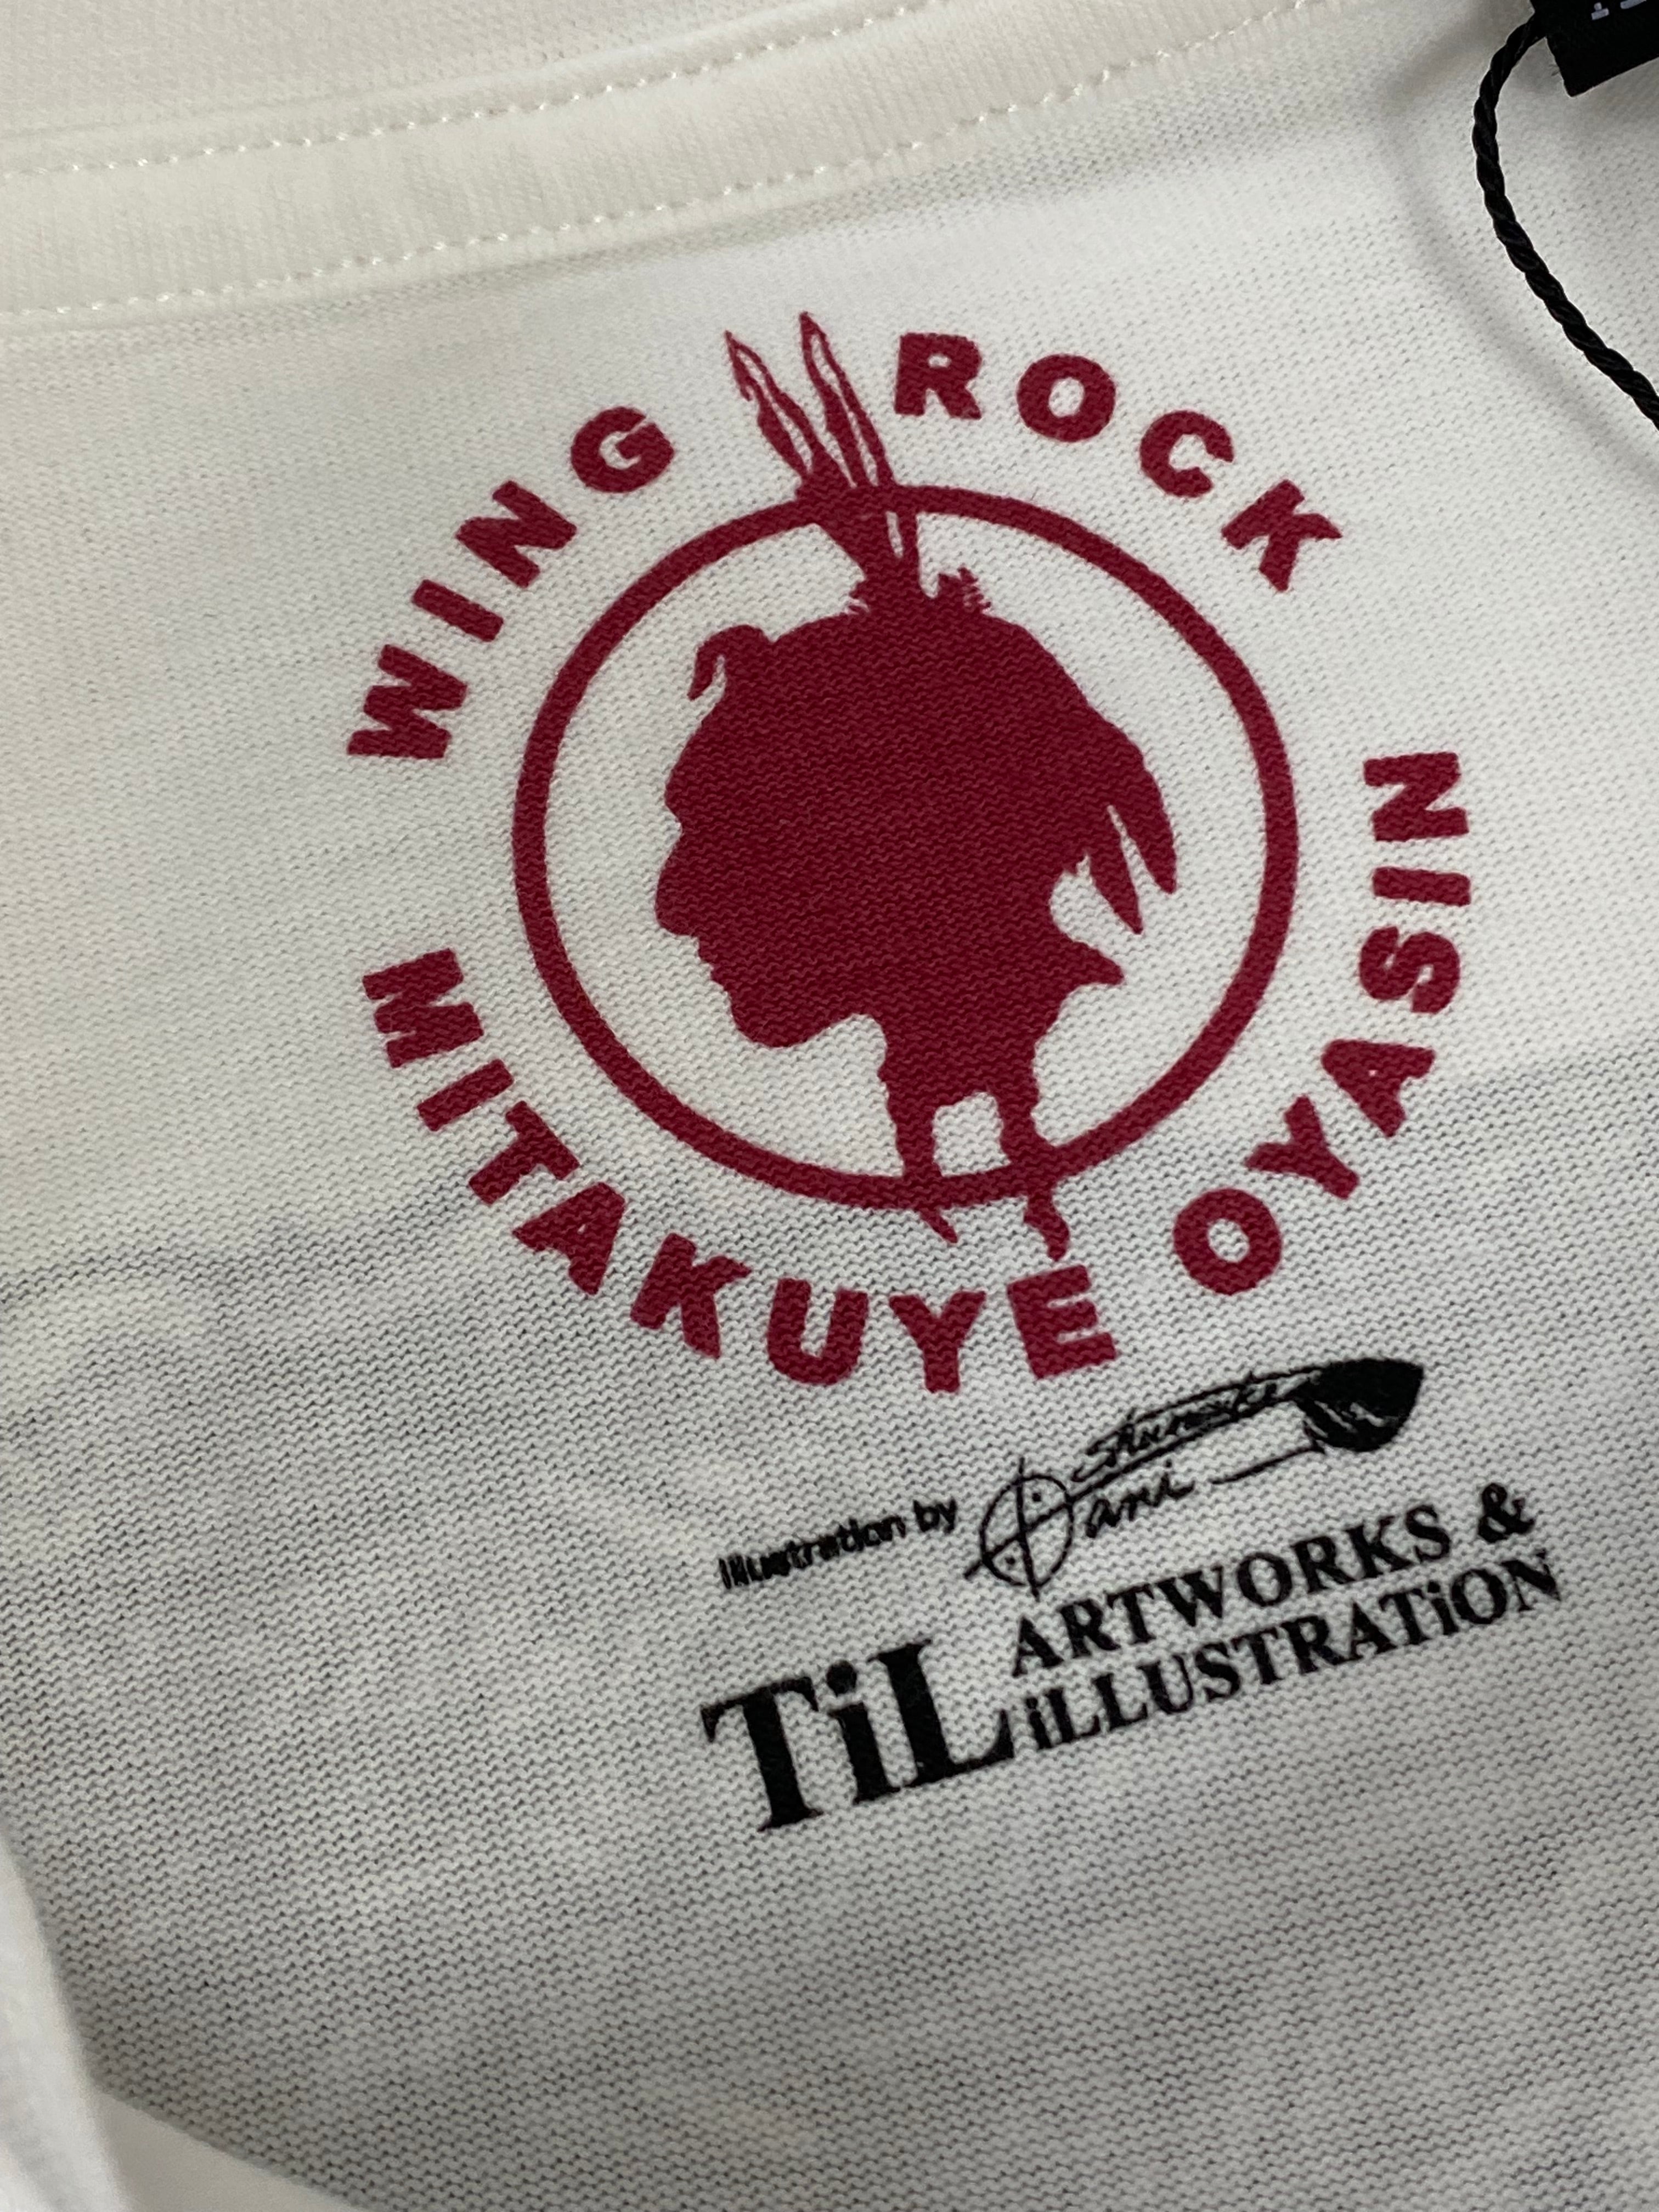 WING ROCK
MITAKUYE OYASIN
illustration by
TiL ARTWORKS &
iLLUSTRATiON